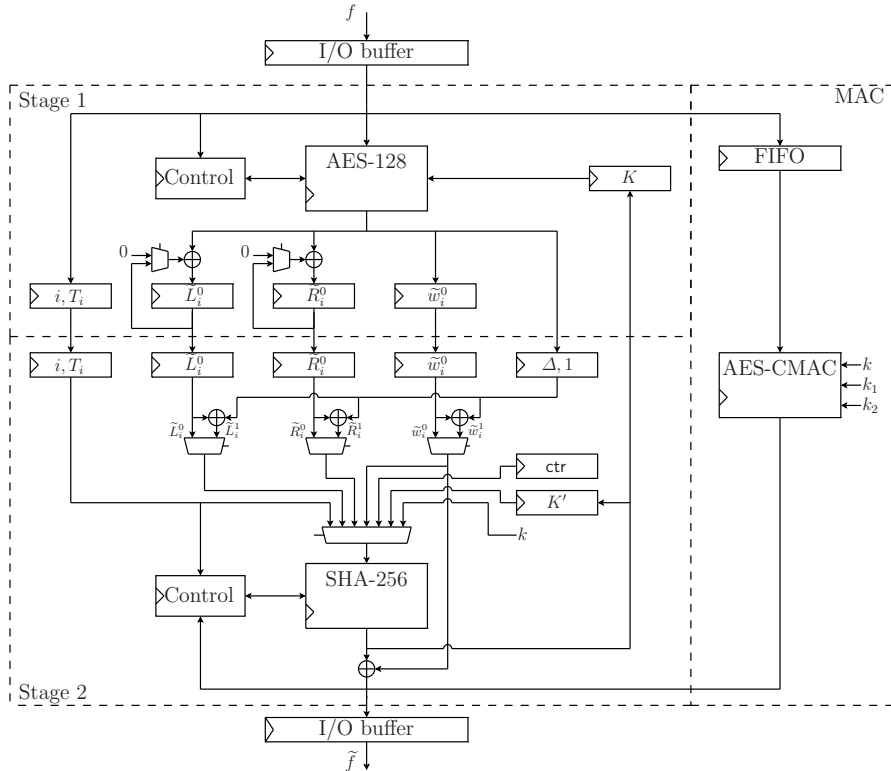 f
I/O buffer
Stage 1
MAC
AES-128
FIFO
Control
K
0
0
i, T_i
L̃_i^0
R̃_i^0
w̃_i^0
i, T_i
L̃_i^0
R̃_i^0
w̃_i^0
Δ, 1
AES-CMAC
k
k_1
k_2
L̃_i^0
L̃_i^1
R̃_i^0
R̃_i^1
w̃_i^0
w̃_i^1
ctr
K′
k
SHA-256
Control
Stage 2
I/O buffer
f̃